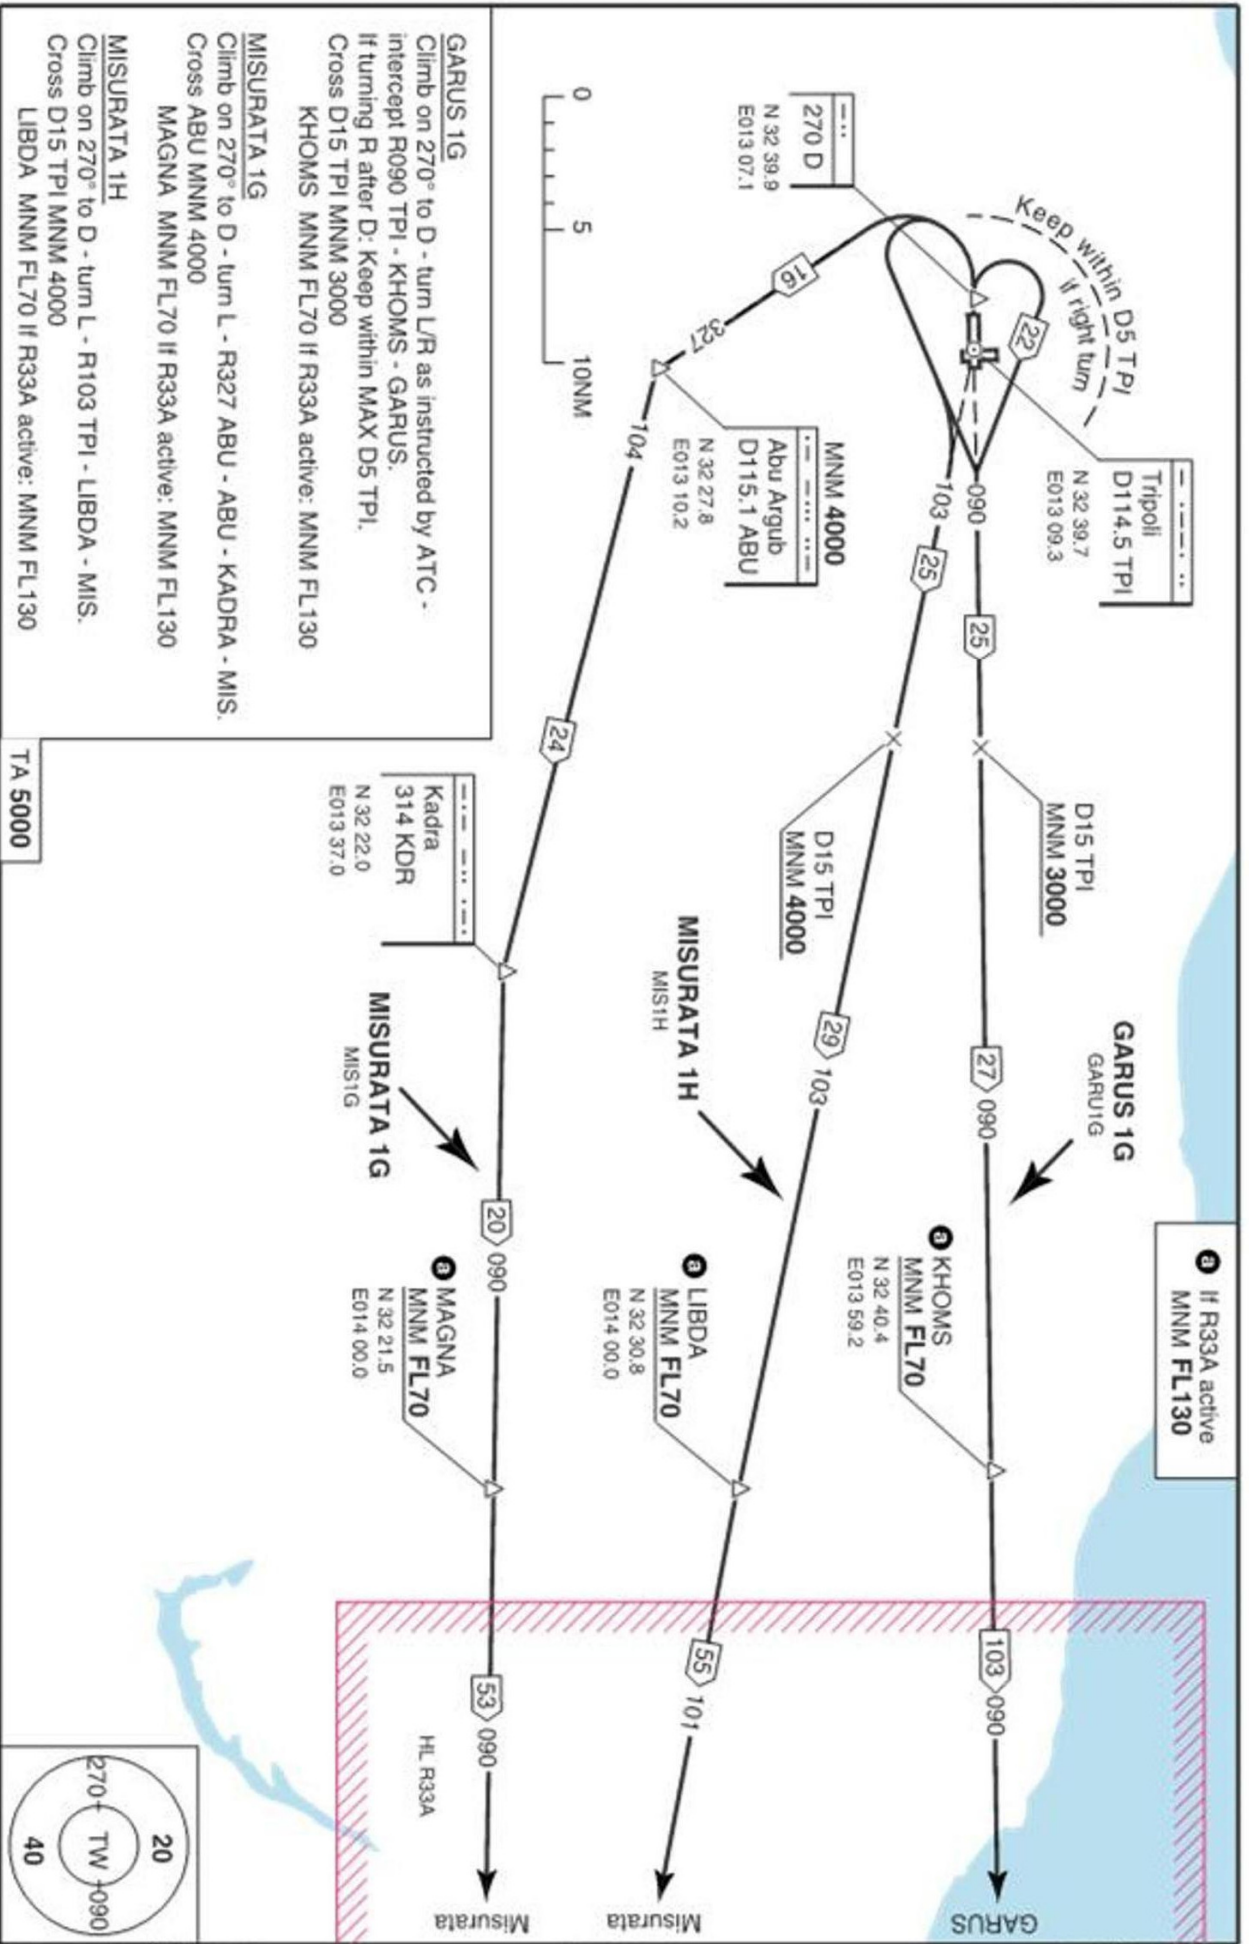 Keep within D5 TPI
if right turn
22
Tripoli
D114.5 TPI
N 32 39.7
E013 09.3
270 D
N 32 39.9
E013 07.1
090
25
D15 TPI
MNM 3000
27
090
GARUS 1G
GARU1G
a KHOMS
MNM FL70
N 32 40.4
E013 59.2
a If R33A active
MNM FL130
103
090
GARUS
103
25
D15 TPI
MNM 4000
29
103
MISURATA 1H
MIS1H
a LIBDA
MNM FL70
N 32 30.8
E014 00.0
55
101
Misurata
16
327
MNM 4000
Abu Argub
D115.1 ABU
N 32 27.8
E013 10.2
104
24
Kadra
314 KDR
N 32 22.0
E013 37.0
MISURATA 1G
MIS1G
20
090
a MAGNA
MNM FL70
N 32 21.5
E014 00.0
53
090
Misurata
HL R33A
0
5
10NM
GARUS 1G
Climb on 270° to D - turn L/R as instructed by ATC -
intercept R090 TPI - KHOMS - GARUS.
If turning R after D: Keep within MAX D5 TPI.
Cross D15 TPI MNM 3000
KHOMS MNM FL70 If R33A active: MNM FL130
MISURATA 1G
Climb on 270° to D - turn L - R327 ABU - ABU - KADRA - MIS.
Cross ABU MNM 4000
MAGNA MNM FL70 If R33A active: MNM FL130
MISURATA 1H
Climb on 270° to D - turn L - R103 TPI - LIBDA - MIS.
Cross D15 TPI MNM 4000
LIBDA MNM FL70 If R33A active: MNM FL130
TA 5000
20
270
TW
090
40